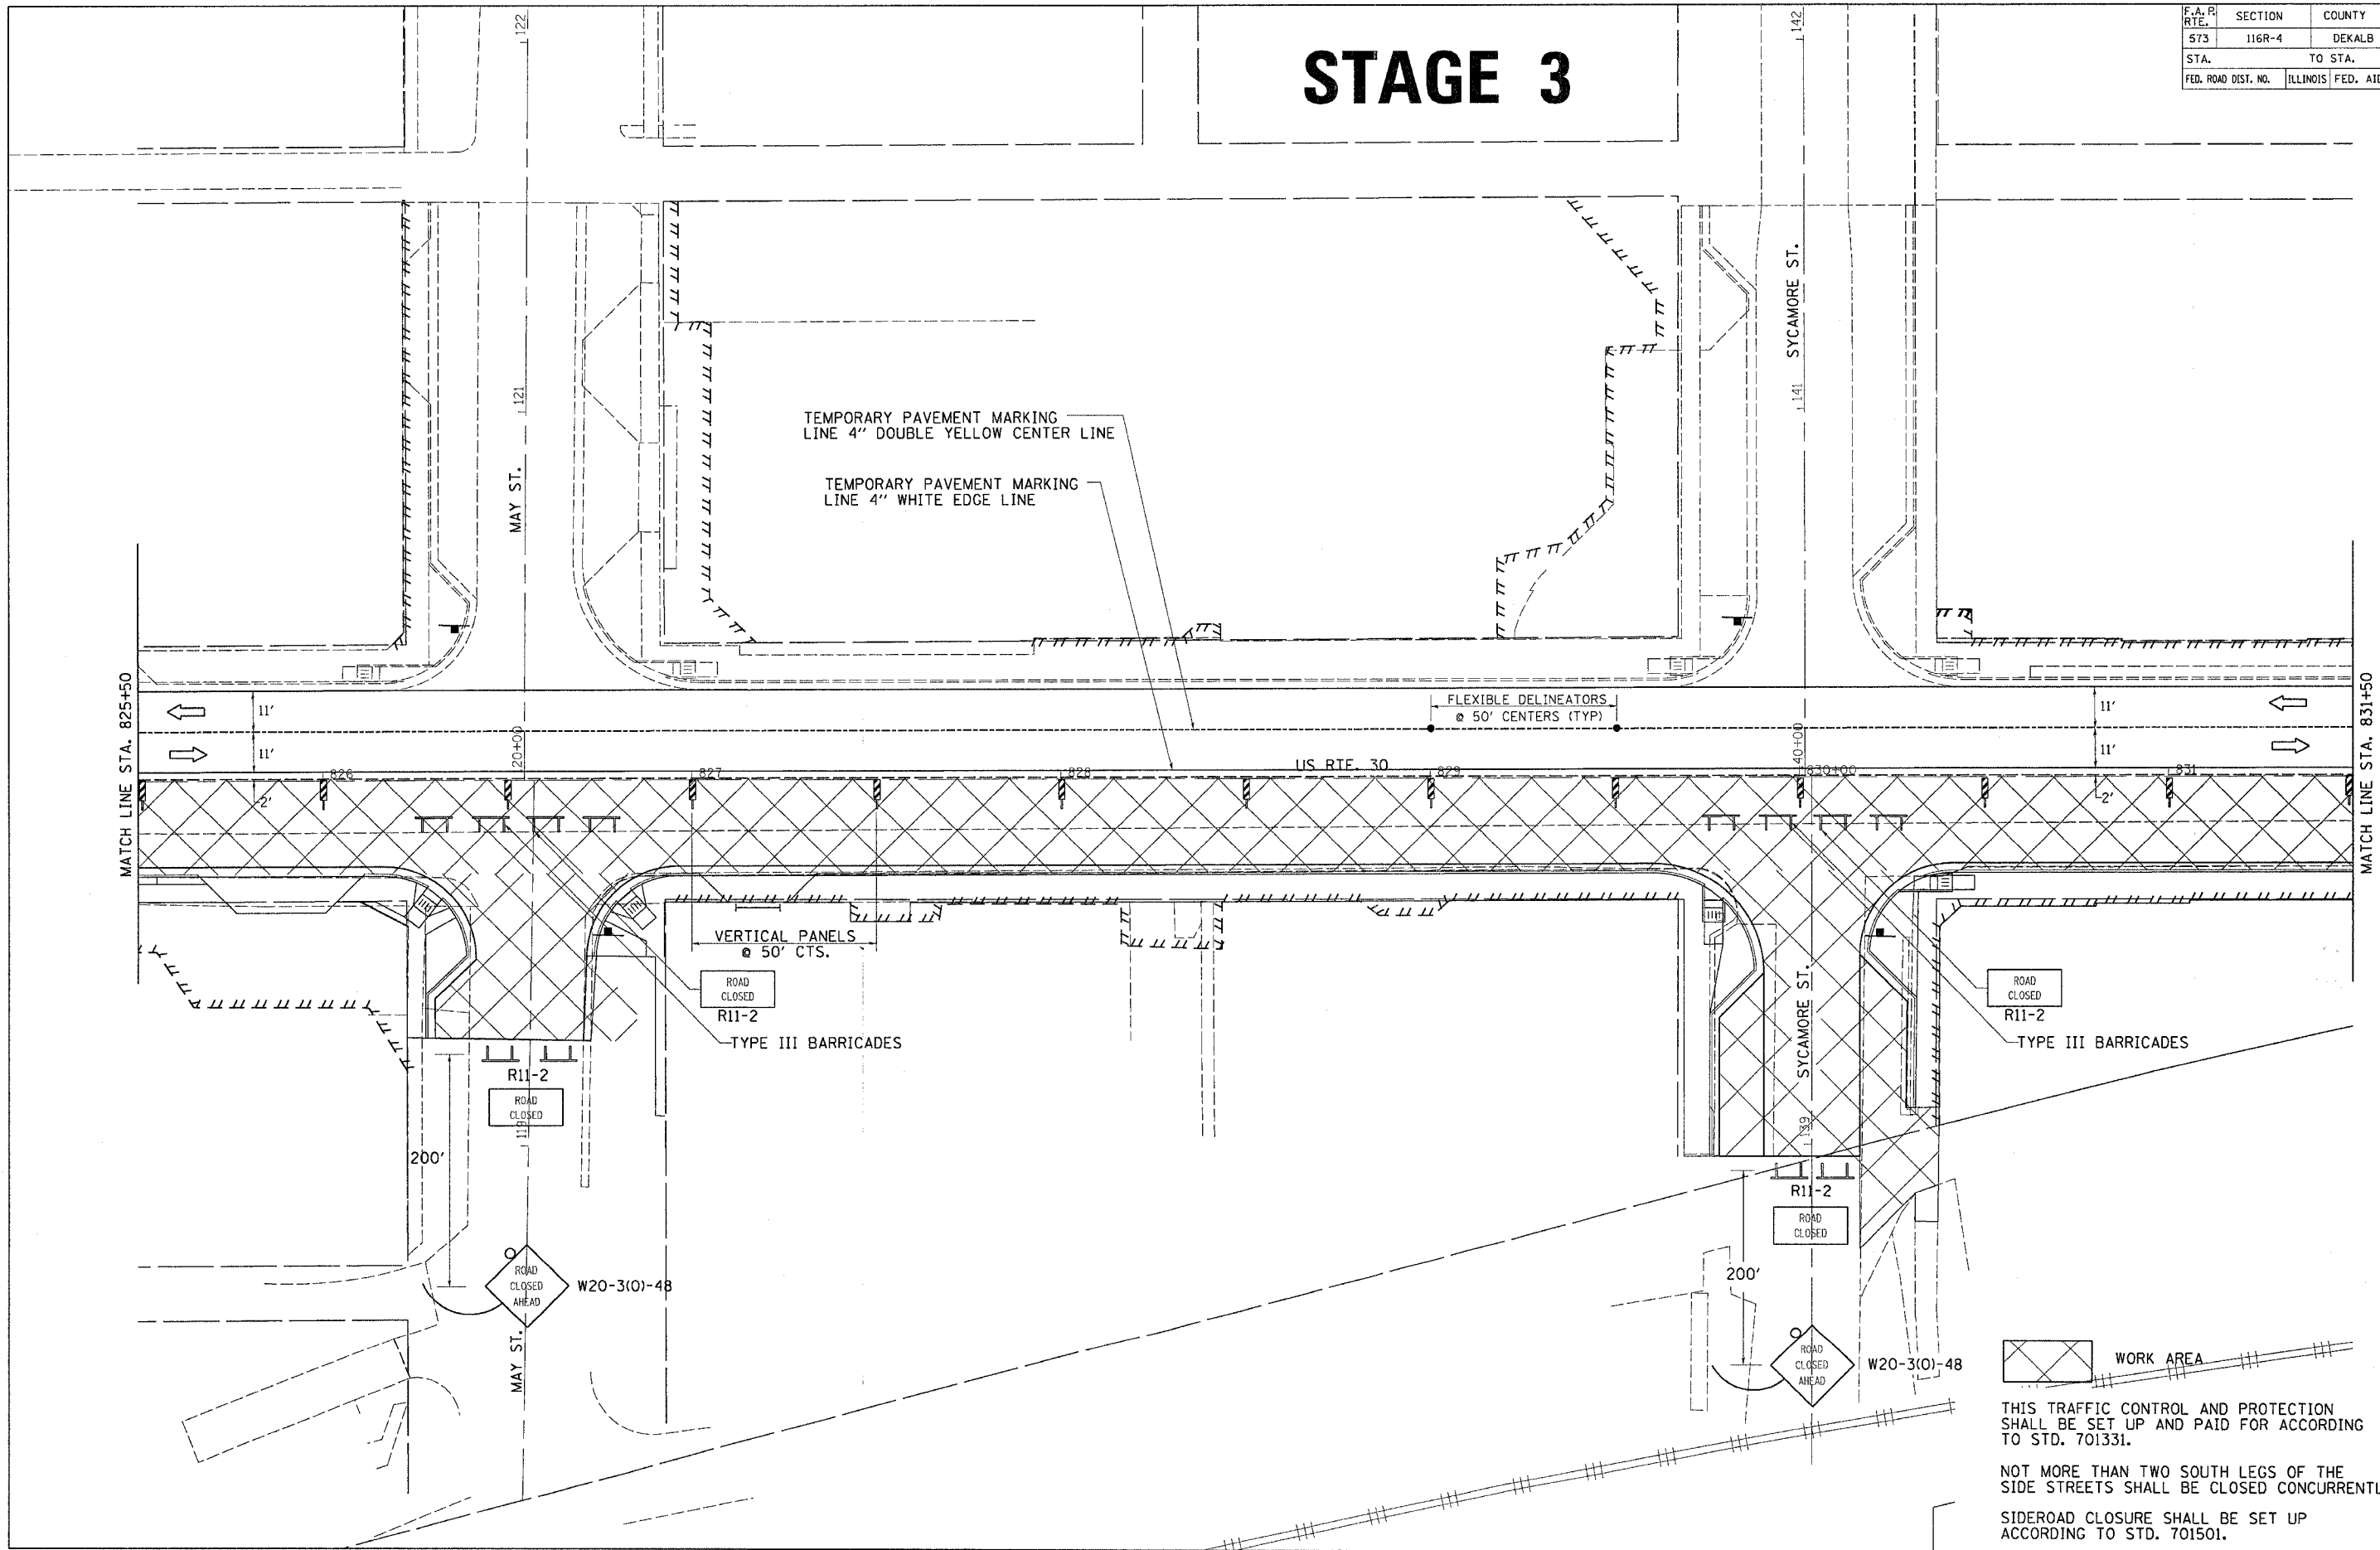 STAGE 3
F.A.P. RTE. SECTION COUNTY
573 116R-4 DEKALB
STA. TO STA.
FED. ROAD DIST. NO. ILLINOIS FED. AID
122
142
121
141
MAY ST.
SYCAMORE ST.
TEMPORARY PAVEMENT MARKING
LINE 4" DOUBLE YELLOW CENTER LINE
TEMPORARY PAVEMENT MARKING
LINE 4" WHITE EDGE LINE
MATCH LINE STA. 825+50
MATCH LINE STA. 831+50
11'
11'
2'
FLEXIBLE DELINEATORS
@ 50' CENTERS (TYP)
11'
11'
2'
20+00
40+00
US RTE. 30
826
827
828
829
830+00
831
VERTICAL PANELS
@ 50' CTS.
ROAD
CLOSED
R11-2
TYPE III BARRICADES
ROAD
CLOSED
R11-2
TYPE III BARRICADES
SYCAMORE ST.
R11-2
ROAD
CLOSED
119
200'
139
R11-2
ROAD
CLOSED
200'
ROAD
CLOSED
AHEAD
W20-3(O)-48
MAY ST.
ROAD
CLOSED
AHEAD
W20-3(O)-48
WORK AREA
THIS TRAFFIC CONTROL AND PROTECTION
SHALL BE SET UP AND PAID FOR ACCORDING
TO STD. 701331.
NOT MORE THAN TWO SOUTH LEGS OF THE
SIDE STREETS SHALL BE CLOSED CONCURRENTL
SIDEROAD CLOSURE SHALL BE SET UP
ACCORDING TO STD. 701501.